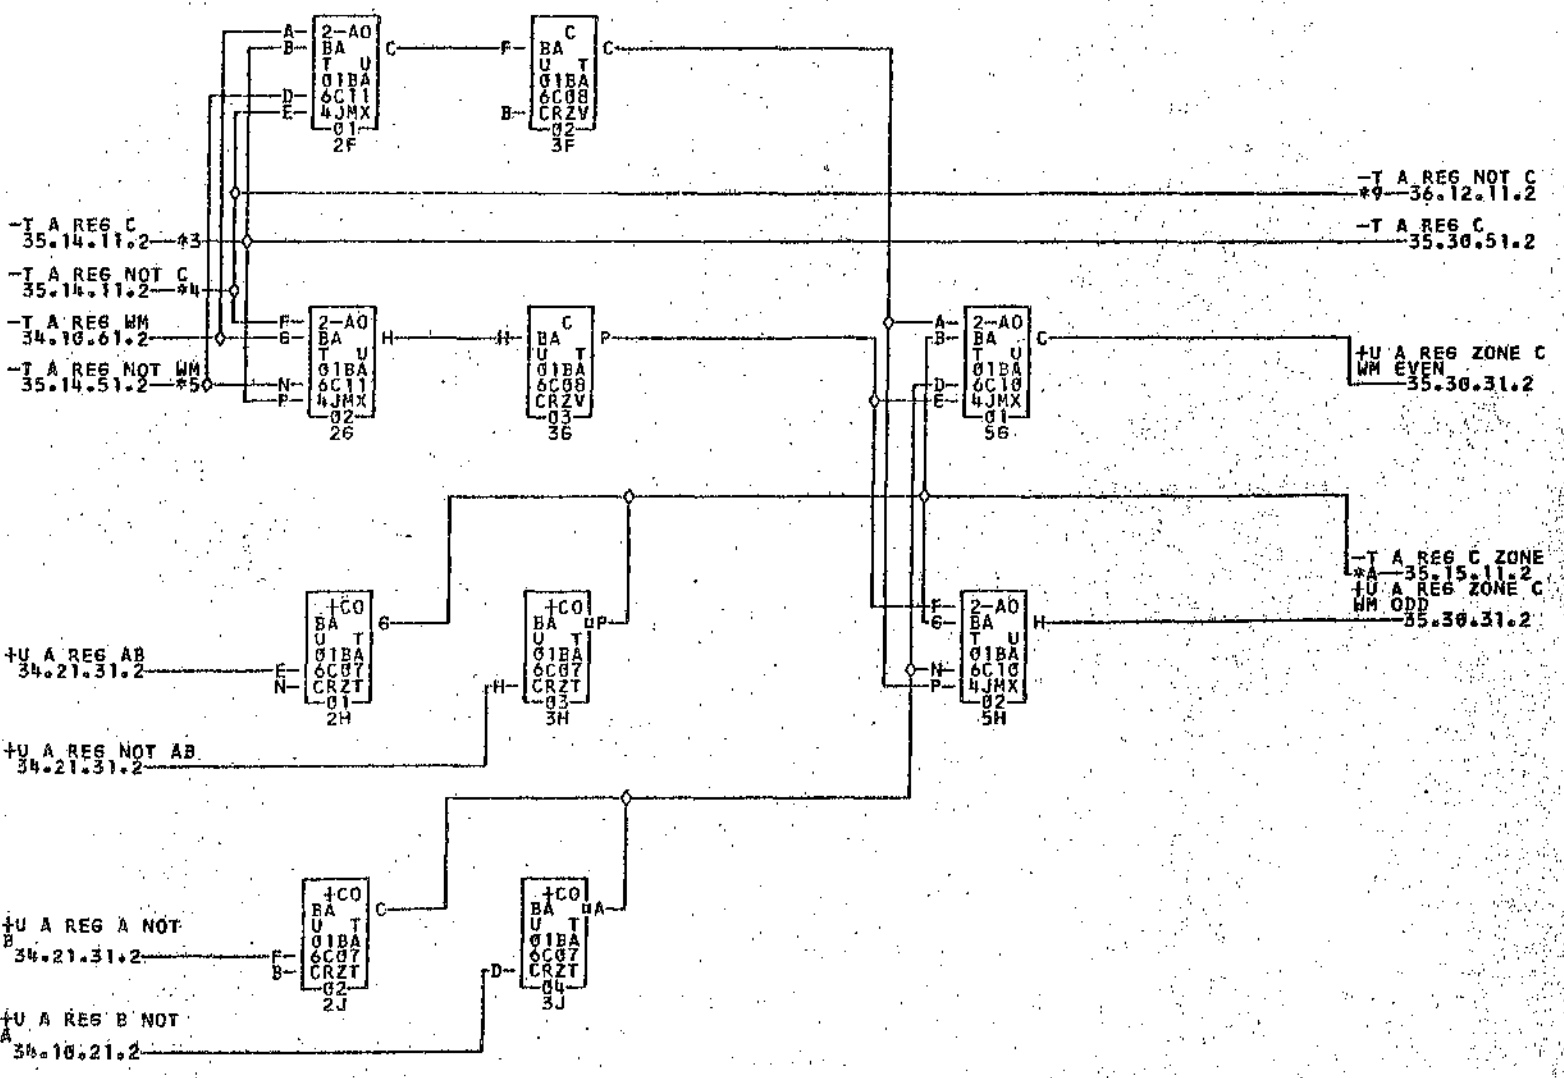 A 2-AO
B BA C
T U
01BA
D 6C11
E 4JMX
01
2F
C
F BA C
U T
01BA
6C08
B CRZV
02
3F
-T A REG NOT C
*9 36.12.11.2
-T A REG C
35.14.11.2 *3
-T A REG C
35.30.51.2
-T A REG NOT C
35.14.11.2 *4
-T A REG WM
34.10.61.2
-T A REG NOT WM
35.14.51.2 *5
F 2-AO
G BA H
T U
01BA
N 6C11
P 4JMX
02
2G
C
H BA P
U T
01BA
6C08
CRZV
03
3G
A 2-AO
B BA C
T U
01BA
D 6C10
E 4JMX
01
5G
+U A REG ZONE C
WM EVEN
35.30.31.2
-T A REG C ZONE
*A 35.15.11.2
+U A REG ZONE C
WM ODD
35.30.31.2
+U A REG AB
34.21.31.2
+CO
BA G
U T
01BA
E 6C07
N CRZT
01
2H
+CO
BA P
U T
01BA
6C07
H CRZT
03
3H
F 2-AO
G BA H
T U
01BA
N 6C10
P 4JMX
02
5H
+U A REG NOT AB
34.21.31.2
+U A REG A NOT
B
34.21.31.2
+CO
BA C
U T
01BA
F 6C07
B CRZT
02
2J
+CO
BA A
U T
01BA
6C07
D CRZT
04
3J
+U A REG B NOT
A
34.10.21.2